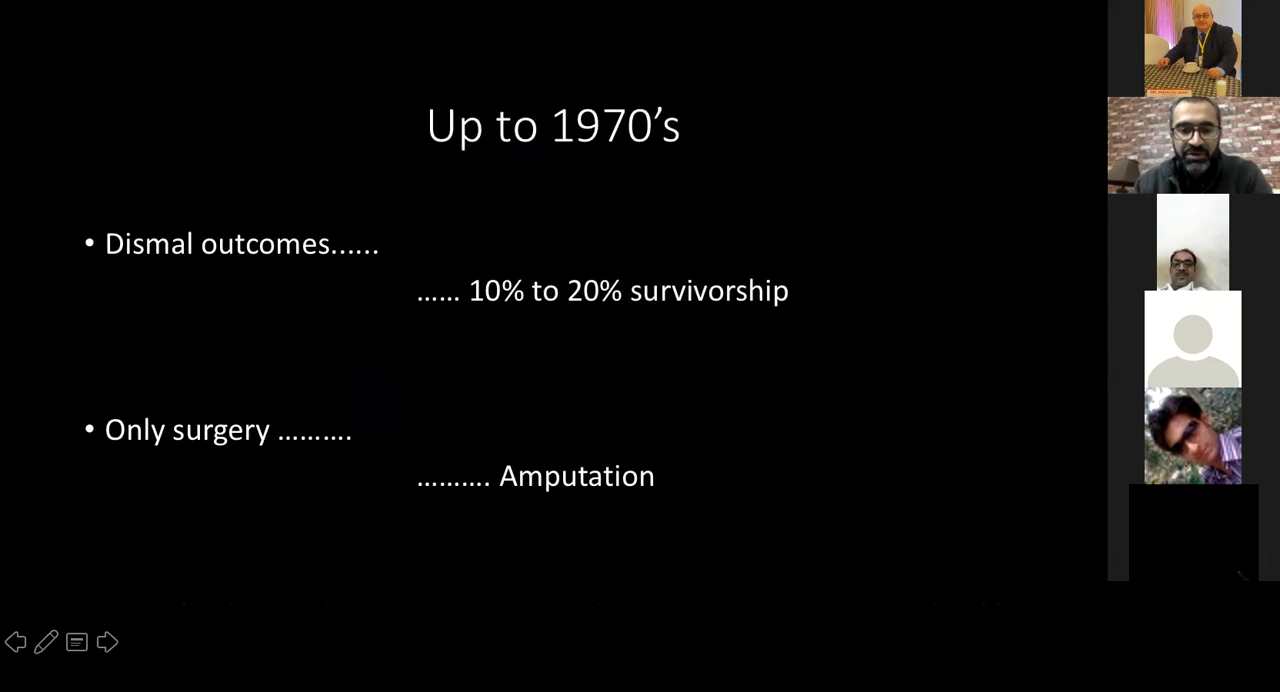 Up to 1970’s
• Dismal outcomes......
...... 10% to 20% survivorship
• Only surgery ..........
.......... Amputation